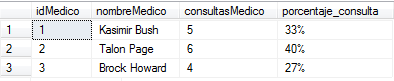 idMedico nombreMedico consultasMedico porcentaje_consulta
1 1 Kasimir Bush 5 33%
2 2 Talon Page 6 40%
3 3 Brock Howard 4 27%